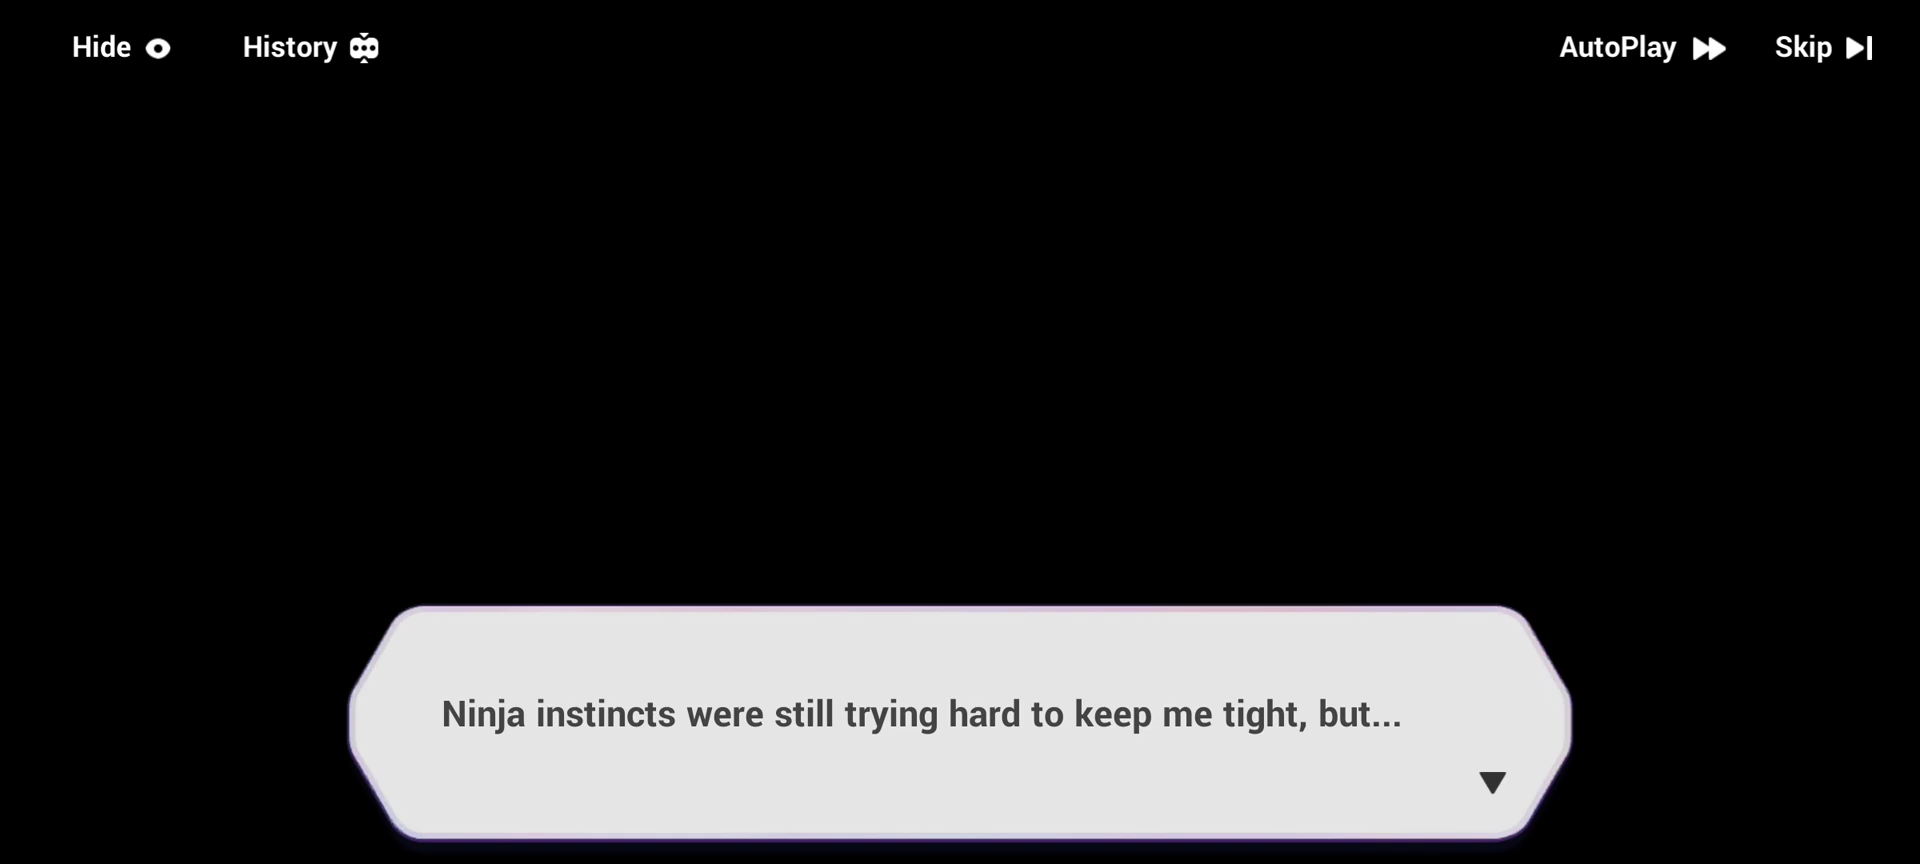 Hide
History
AutoPlay
Skip
Ninja instincts were still trying hard to keep me tight, but...